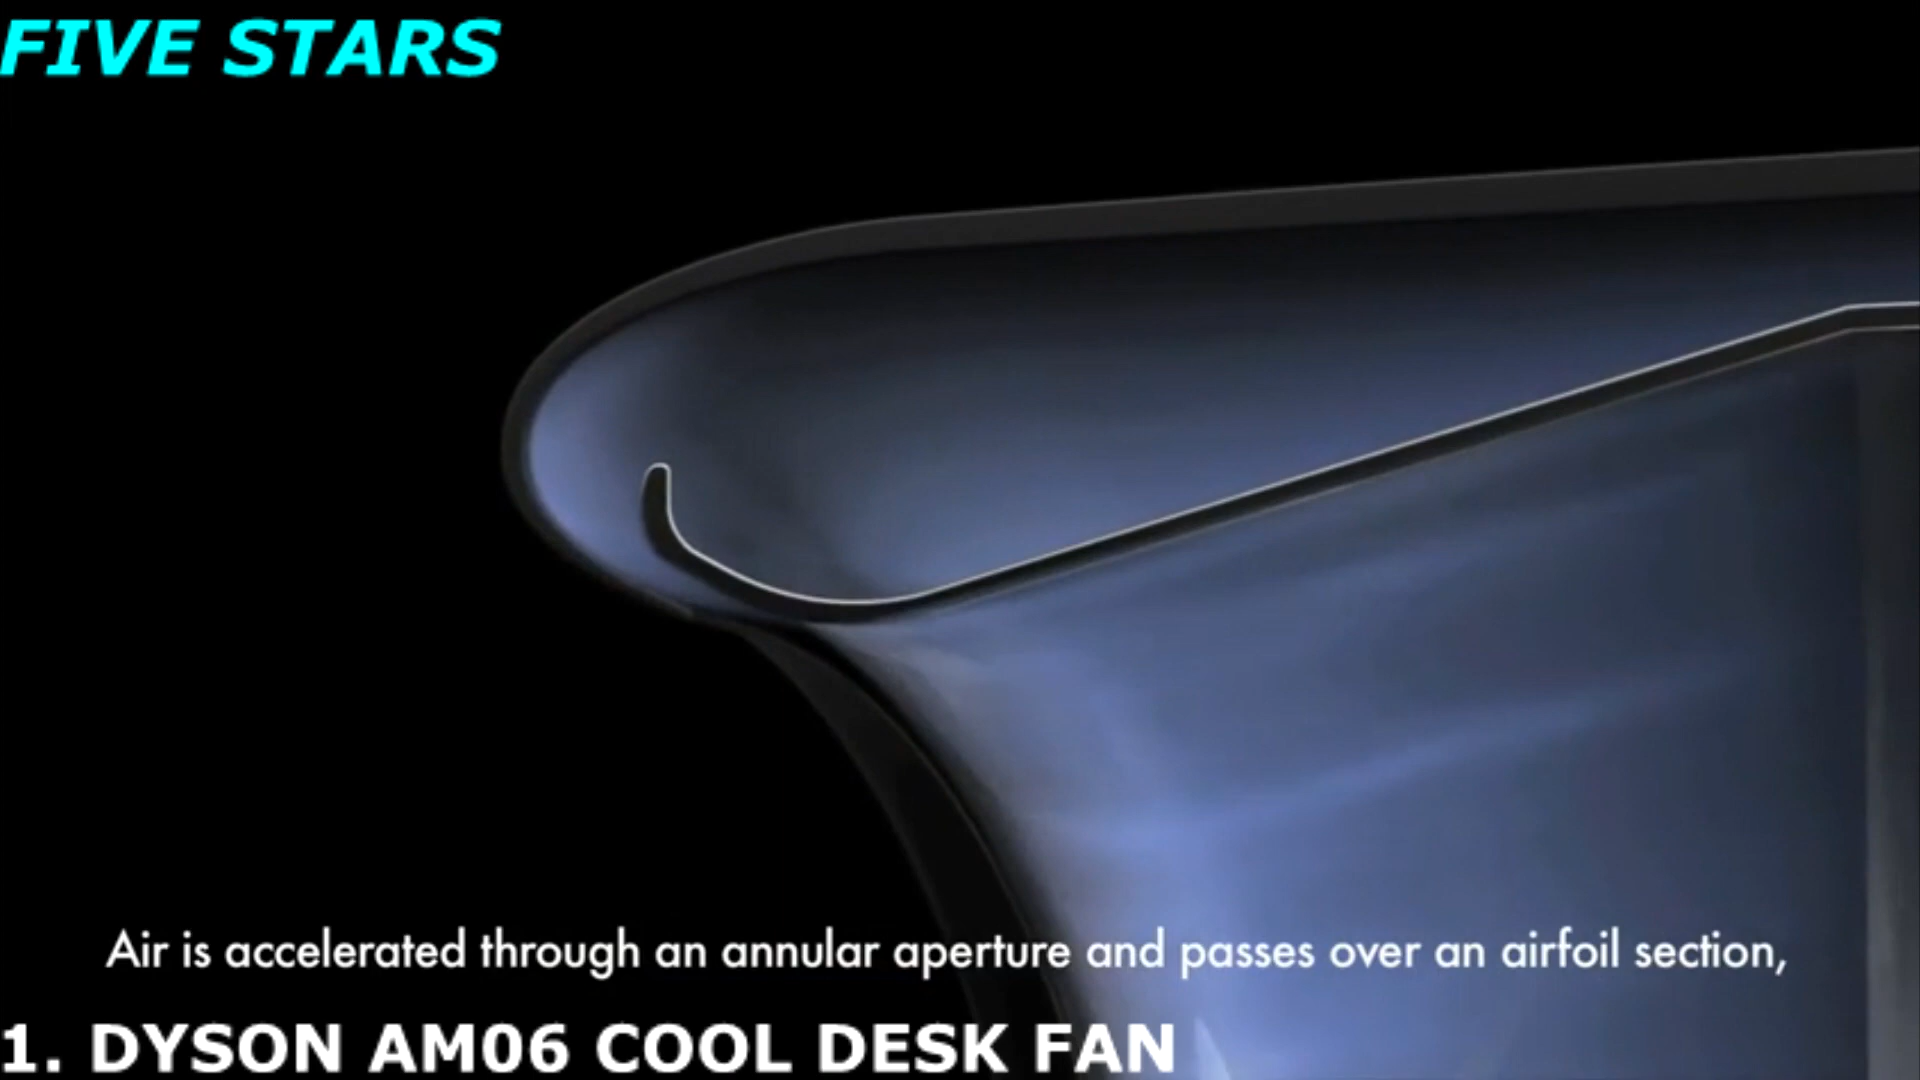 FIVE STARS
Air is accelerated through an annular aperture and passes over an airfoil section,
1. DYSON AM06 COOL DESK FAN